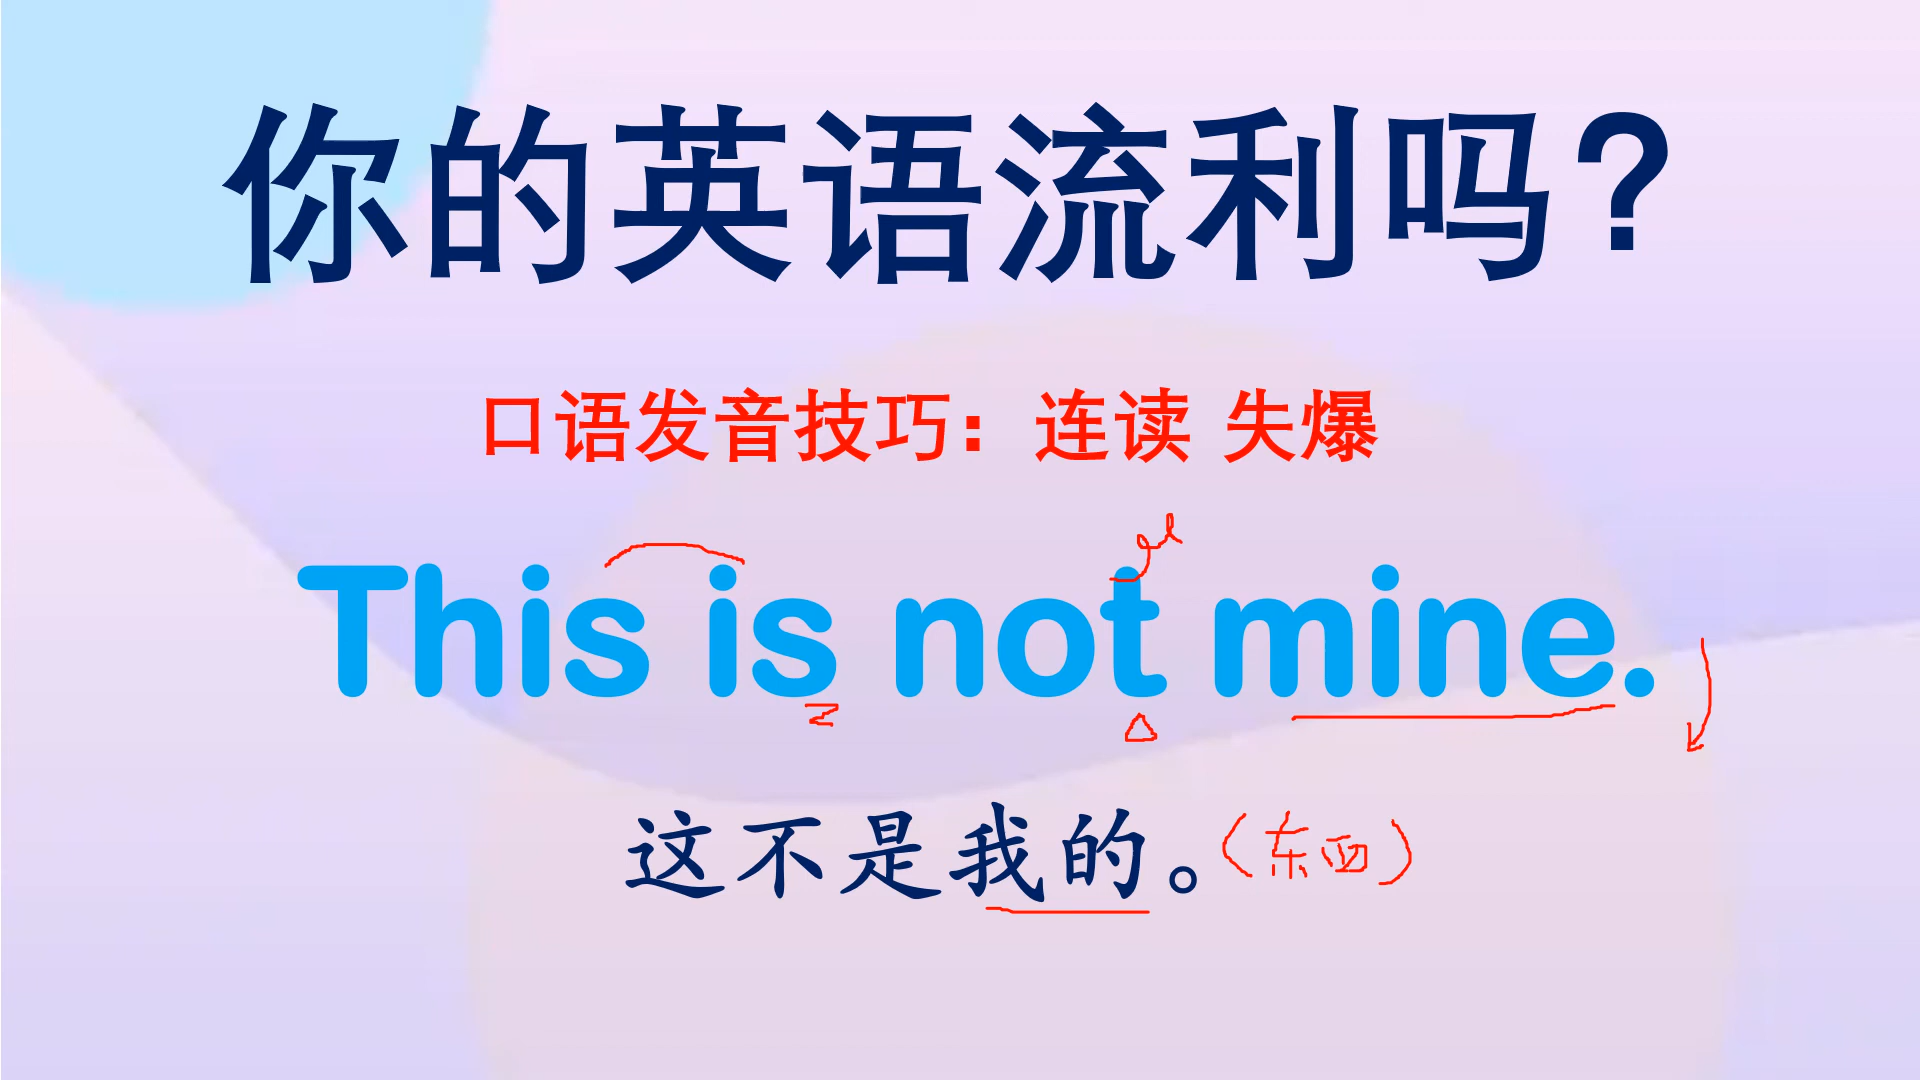 你的英语流利吗？
口语发音技巧：连读 失爆
This is not mine.
z
这不是我的。（东西）